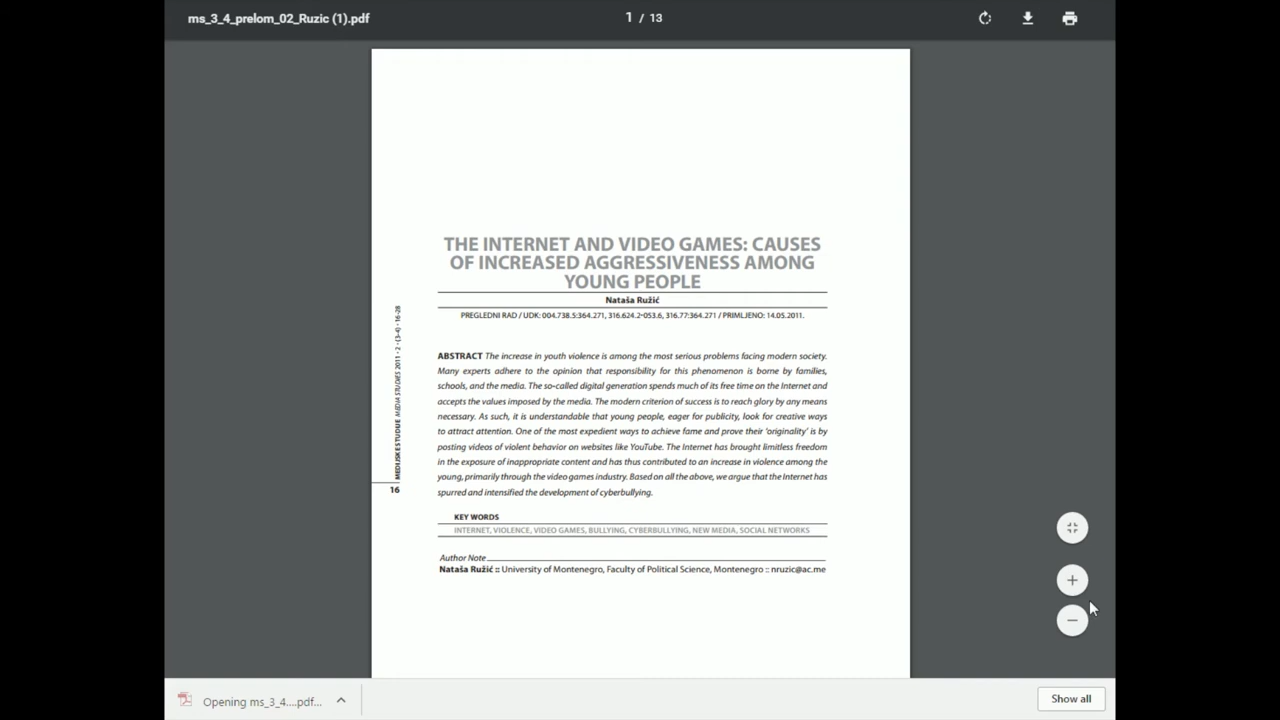 ms_3_4_prelom_02_Ruzic (1).pdf
1 / 13
THE INTERNET AND VIDEO GAMES: CAUSES
OF INCREASED AGGRESSIVENESS AMONG
YOUNG PEOPLE
Nataša Ružić
PREGLEDNI RAD / UDK: 004.738.5:364.271, 316.624.2-053.6, 316.77:364.271 / PRIMLJENO: 14.05.2011.
ABSTRACT The increase in youth violence is among the most serious problems facing modern society.
Many experts adhere to the opinion that responsibility for this phenomenon is borne by families,
schools, and the media. The so-called digital generation spends much of its free time on the Internet and
accepts the values imposed by the media. The modern criterion of success is to reach glory by any means
necessary. As such, it is understandable that young people, eager for publicity, look for creative ways
to attract attention. One of the most expedient ways to achieve fame and prove their ‘originality’ is by
posting videos of violent behavior on websites like YouTube. The Internet has brought limitless freedom
in the exposure of inappropriate content and has thus contributed to an increase in violence among the
young, primarily through the video games industry. Based on all the above, we argue that the Internet has
spurred and intensified the development of cyberbullying.
MEDIJSKE STUDIJE MEDIA STUDIES 2011 • 2 • (3-4) • 16-28
16
KEY WORDS
INTERNET, VIOLENCE, VIDEO GAMES, BULLYING, CYBERBULLYING, NEW MEDIA, SOCIAL NETWORKS
Author Note
Nataša Ružić :: University of Montenegro, Faculty of Political Science, Montenegro :: nruzic@ac.me
Opening ms_3_4....pdf...
Show all